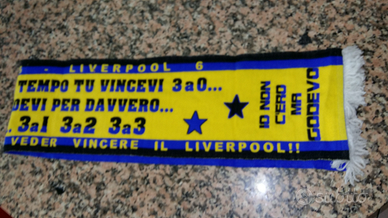 - LIVERPOOL 6
TEMPO TU VINCEVI 3a0...
DEVI PER DAVVERO...
. 3a1 3a2 3a3
VEDER VINCERE IL LIVERPOOL!!
IO NON
C'ERO
MA
GODEVO